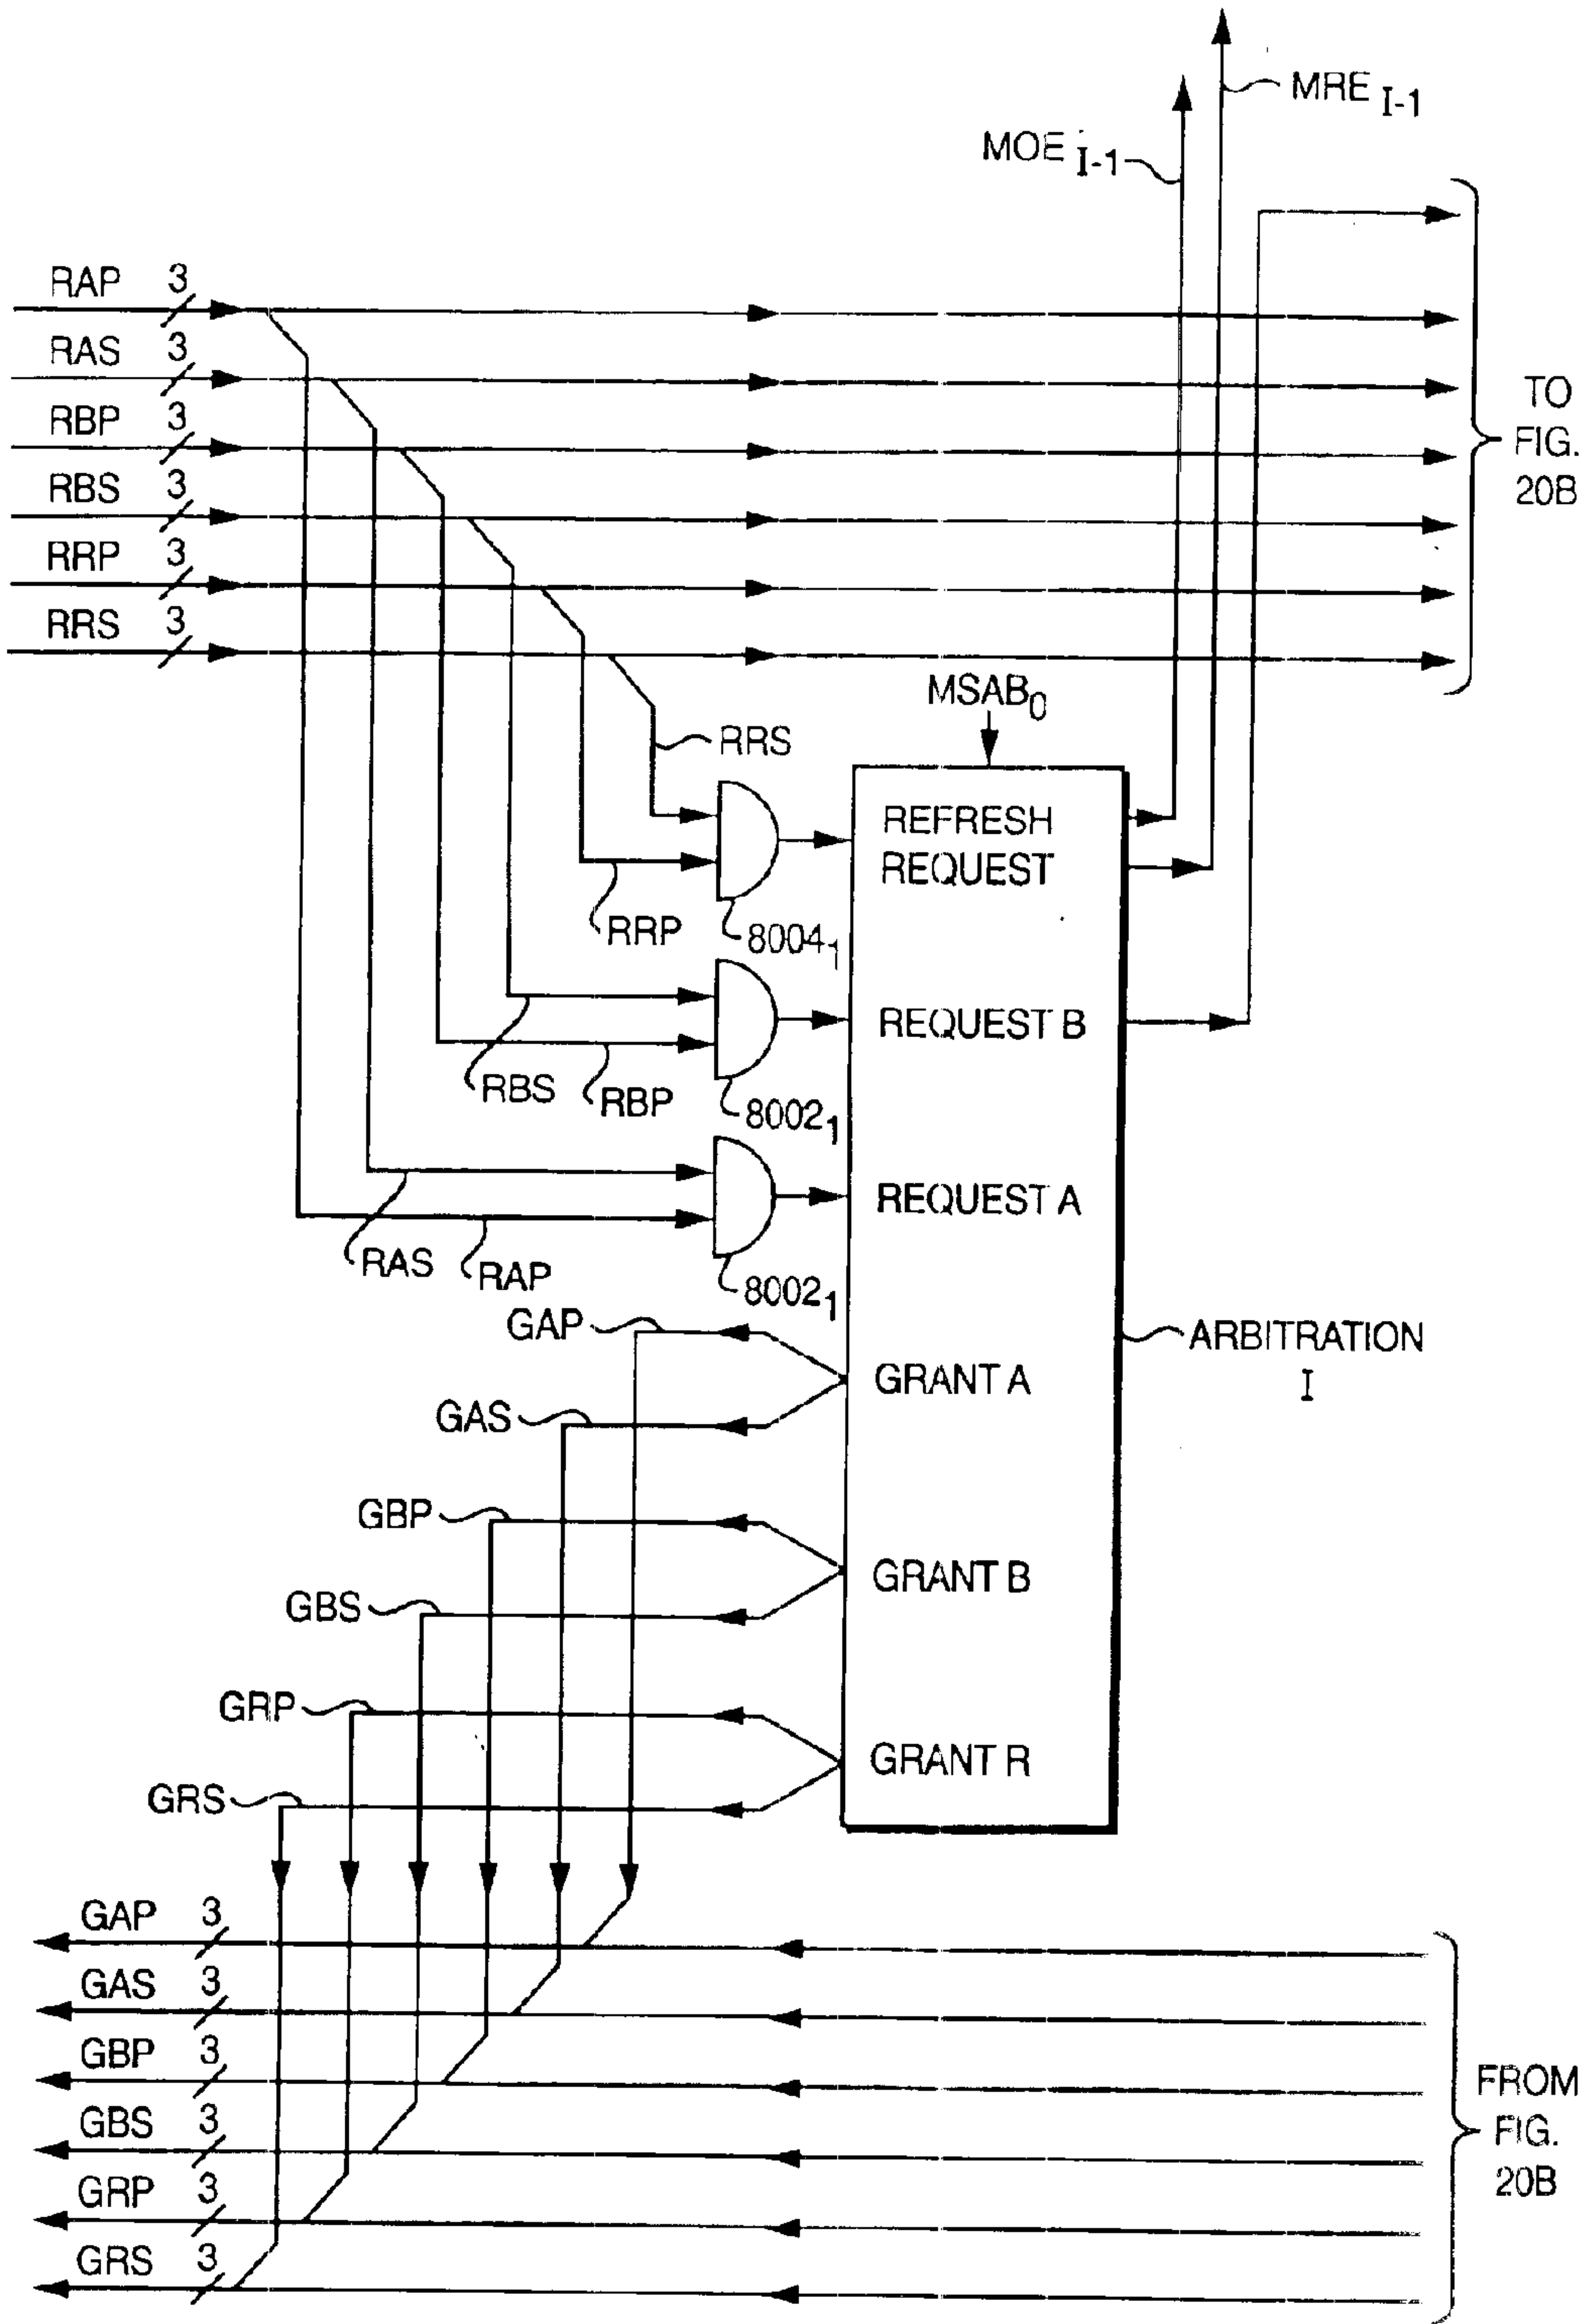 MRE I-1
MOE I-1
RAP 3
RAS 3
RBP 3
RBS 3
RRP 3
RRS 3
TO
FIG.
20B
MSAB0
RRS
REFRESH
REQUEST
RRP
80041
REQUEST B
RBS
RBP
80021
REQUEST A
RAS
RAP
80021
GAP
ARBITRATION
I
GRANT A
GAS
GBP
GRANT B
GBS
GRP
GRANT R
GRS
GAP 3
GAS 3
GBP 3
GBS 3
GRP 3
GRS 3
FROM
FIG.
20B